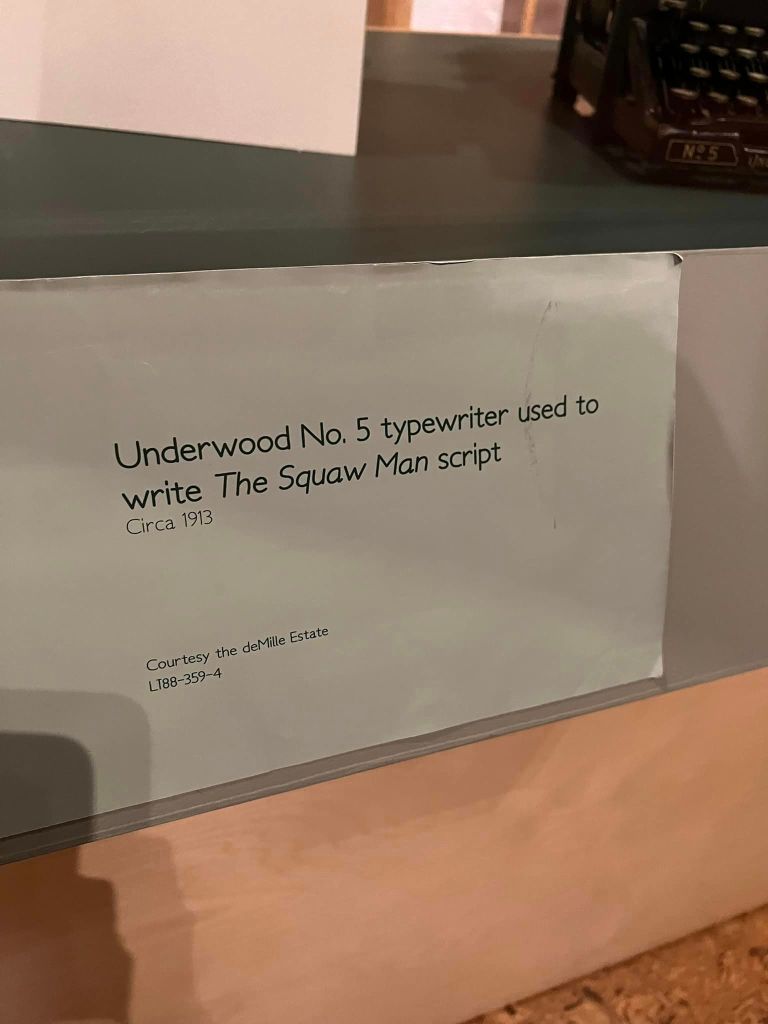 Nº 5
Underwood No. 5 typewriter used to
write The Squaw Man script
Circa 1913
Courtesy the deMille Estate
LT88-359-4